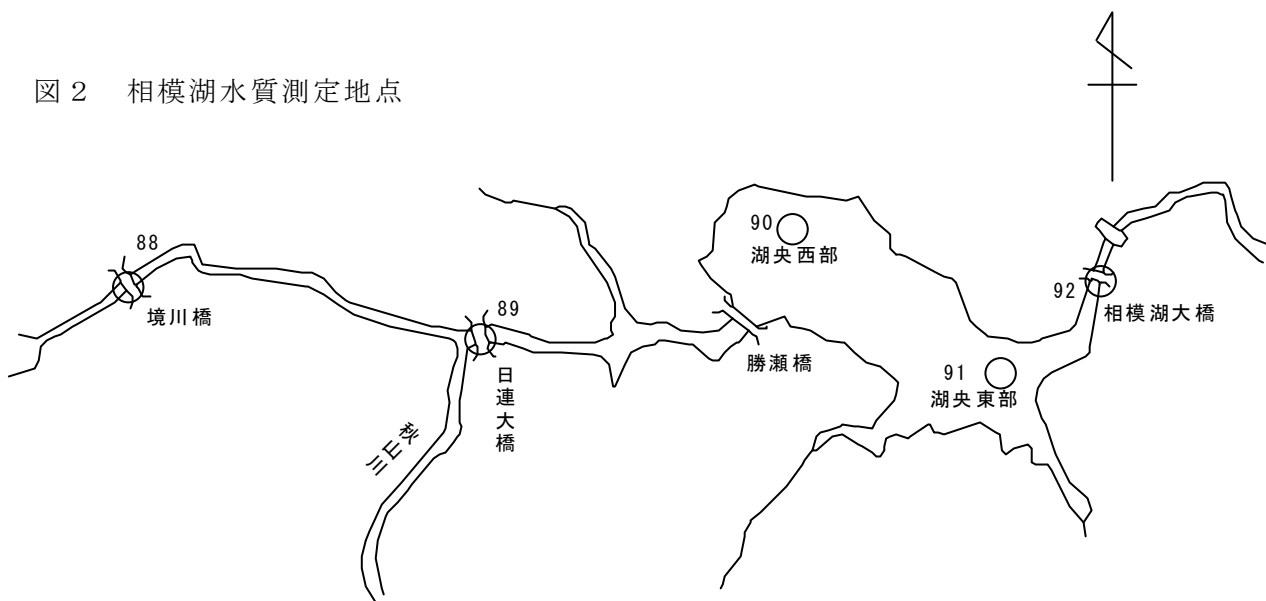 図２　相模湖水質測定地点
88
境川橋
89
日連大橋
秋山川
90
湖央西部
勝瀬橋
91
湖央東部
92
相模湖大橋